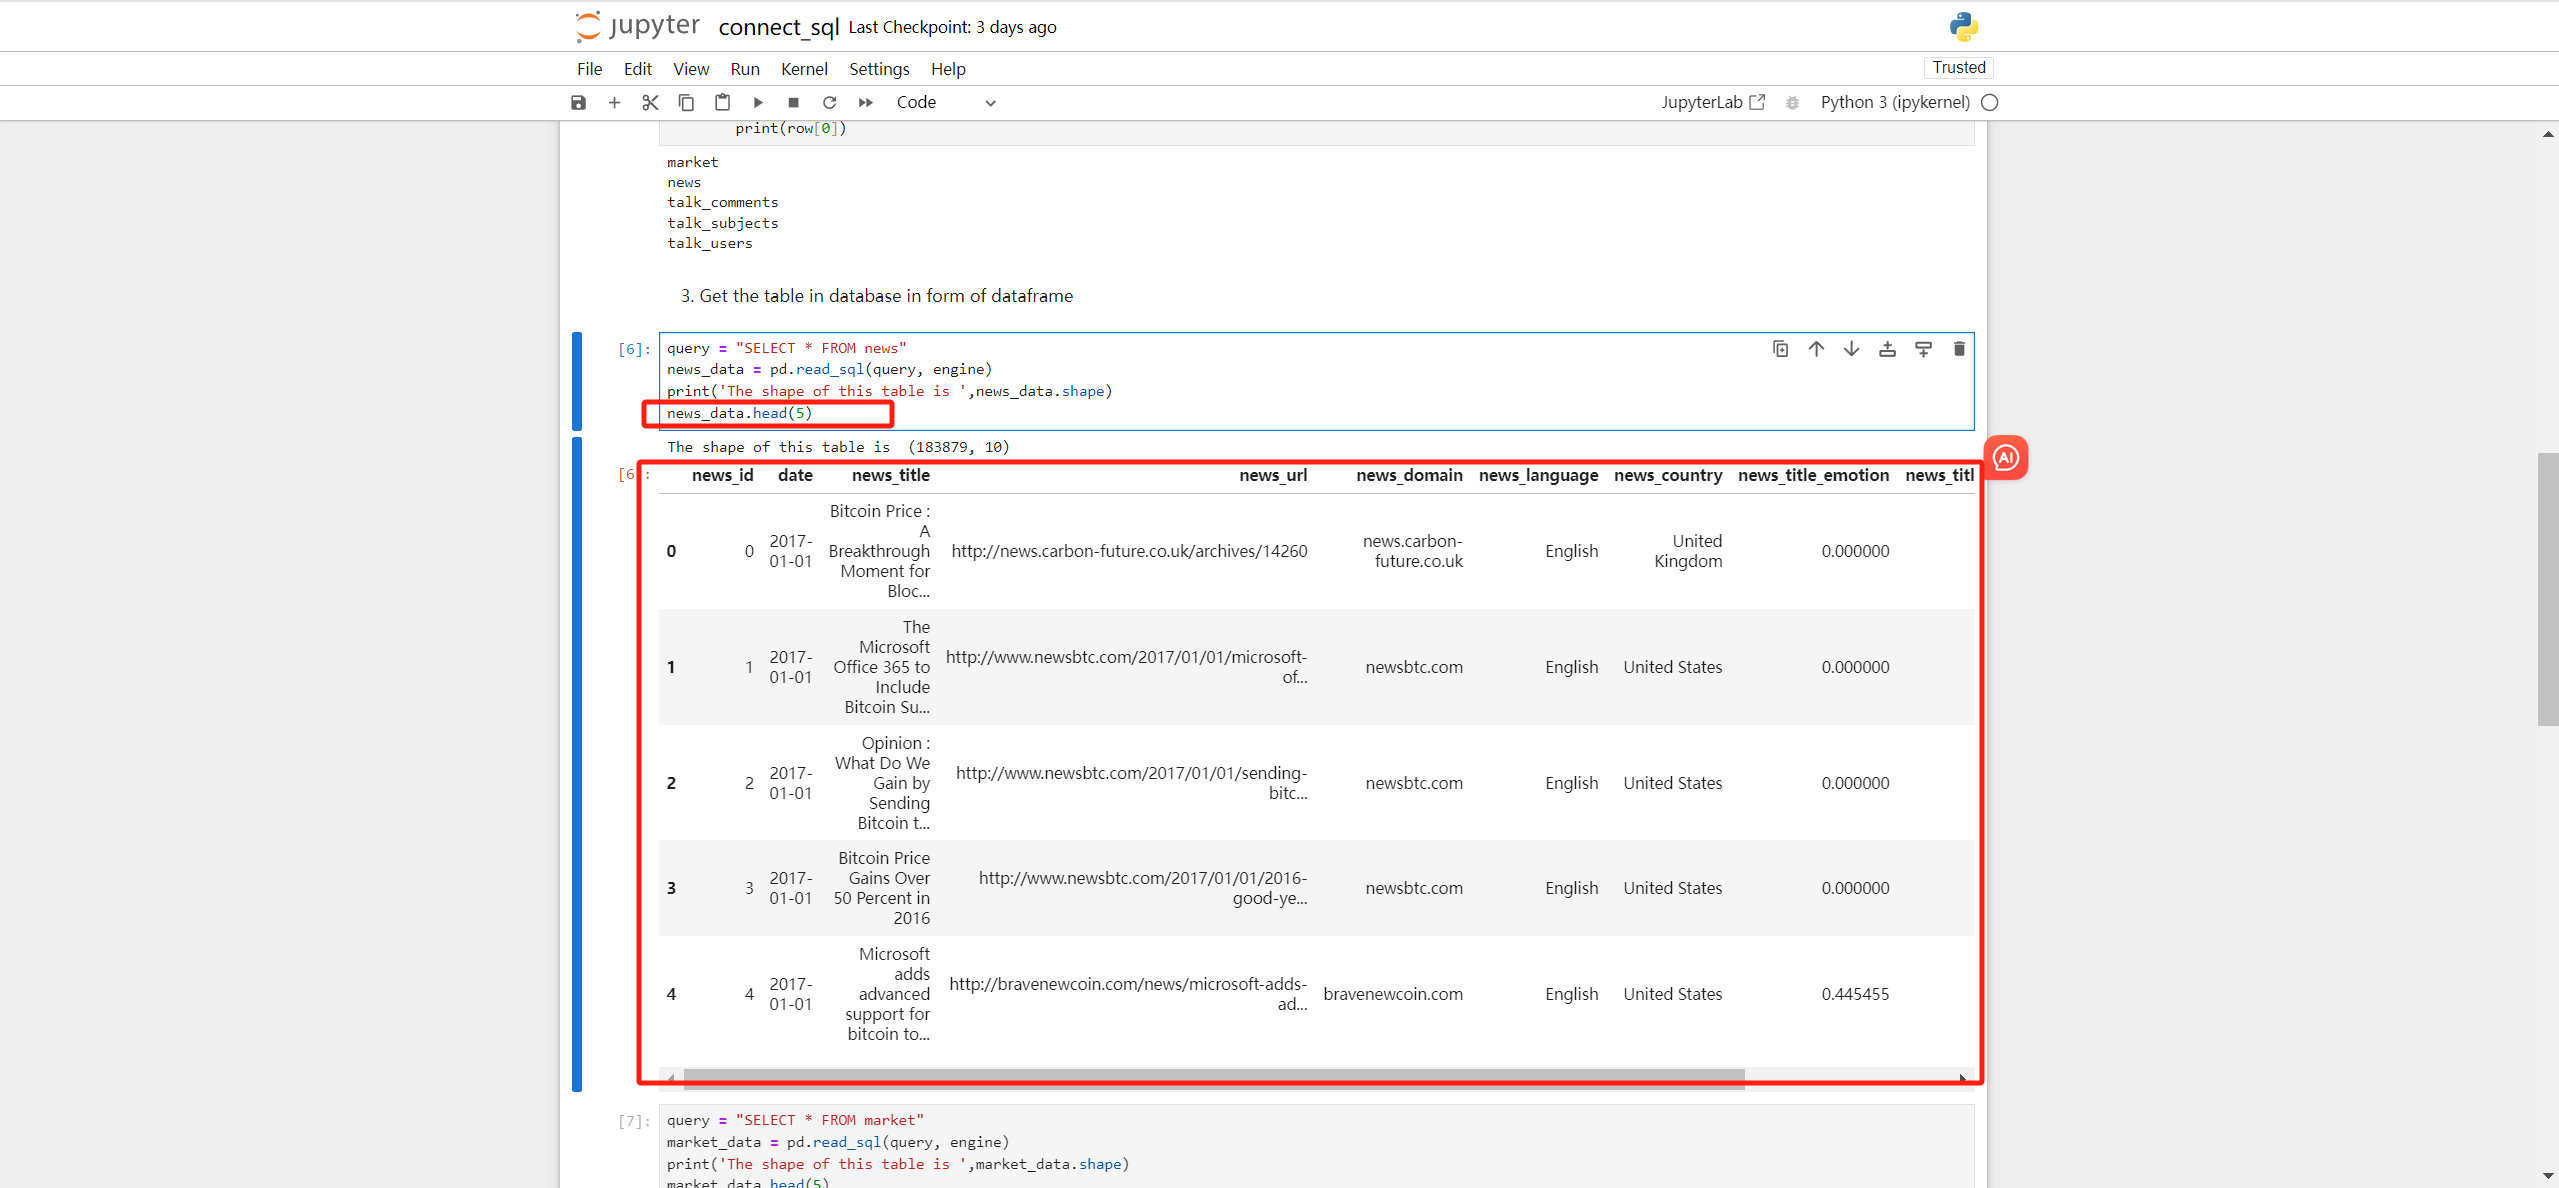 jupyter connect_sql Last Checkpoint: 3 days ago
File Edit View Run Kernel Settings Help Trusted
Code JupyterLab Python 3 (ipykernel)
print(row[0])
market
news
talk_comments
talk_subjects
talk_users
3. Get the table in database in form of dataframe
[6]: query = "SELECT * FROM news"
news_data = pd.read_sql(query, engine)
print('The shape of this table is ',news_data.shape)
news_data.head(5)
The shape of this table is  (183879, 10)
AI
[6]: news_id date news_title news_url news_domain news_language news_country news_title_emotion news_titl
Bitcoin Price :
A
0 0 2017-01-01 Breakthrough http://news.carbon-future.co.uk/archives/14260 news.carbon-future.co.uk English United Kingdom 0.000000
Moment for
Bloc...
The
Microsoft
1 1 2017-01-01 Office 365 to http://www.newsbtc.com/2017/01/01/microsoft-of... newsbtc.com English United States 0.000000
Include
Bitcoin Su...
Opinion :
What Do We
2 2 2017-01-01 Gain by http://www.newsbtc.com/2017/01/01/sending-bitc... newsbtc.com English United States 0.000000
Sending
Bitcoin t...
Bitcoin Price
3 3 2017-01-01 Gains Over http://www.newsbtc.com/2017/01/01/2016-good-ye... newsbtc.com English United States 0.000000
50 Percent in
2016
Microsoft
adds
4 4 2017-01-01 advanced http://bravenewcoin.com/news/microsoft-adds-ad... bravenewcoin.com English United States 0.445455
support for
bitcoin to...
[7]: query = "SELECT * FROM market"
market_data = pd.read_sql(query, engine)
print('The shape of this table is ',market_data.shape)
market_data.head(5)